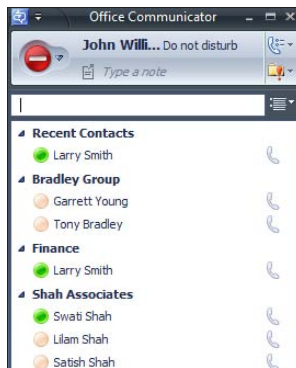 Office Communicator
John Willi... Do not disturb
Type a note
Recent Contacts
Larry Smith
Bradley Group
Garrett Young
Tony Bradley
Finance
Larry Smith
Shah Associates
Swati Shah
Lilam Shah
Satish Shah